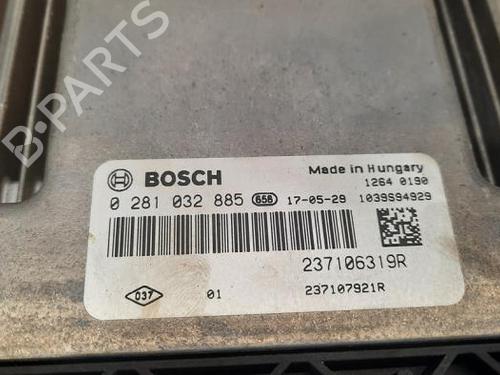 B-PARTS
BOSCH
Made in Hungary
1264 0190
0 281 032 885 658 17-05-29 1039S94929
237106319R
037 01 237107921R